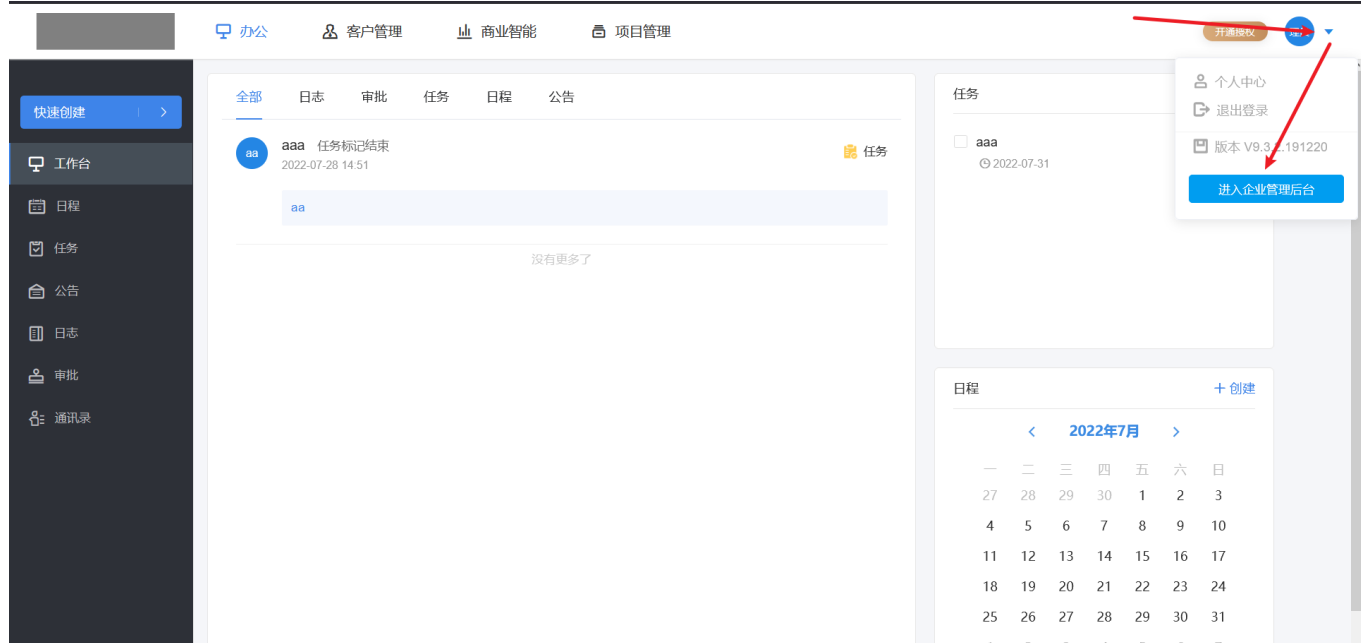 办公 客户管理 商业智能 项目管理 开通授权
快速创建
工作台
日程
任务
公告
日志
审批
通讯录
全部 日志 审批 任务 日程 公告
aa
aaa 任务标记结束
2022-07-28 14:51
任务
aa
没有更多了
任务
aaa
2022-07-31
个人中心
退出登录
版本 V9.3.2.191220
进入企业管理后台
日程 创建
2022年7月
一 二 三 四 五 六 日
27 28 29 30 1 2 3
4 5 6 7 8 9 10
11 12 13 14 15 16 17
18 19 20 21 22 23 24
25 26 27 28 29 30 31